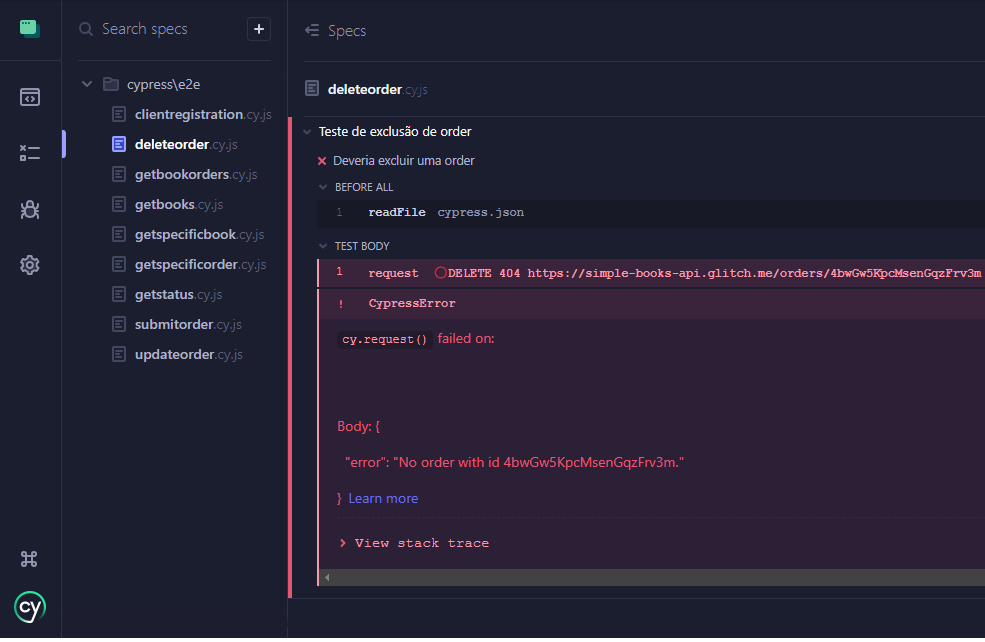 Search specs
+
cypress\e2e
clientregistration.cy.js
deleteorder.cy.js
getbookorders.cy.js
getbooks.cy.js
getspecificbook.cy.js
getspecificorder.cy.js
getstatus.cy.js
submitorder.cy.js
updateorder.cy.js
cy
Specs
deleteorder.cy.js
Teste de exclusão de order
Deveria excluir uma order
BEFORE ALL
1 readFile cypress.json
TEST BODY
1 request DELETE 404 https://simple-books-api.glitch.me/orders/4bwGw5KpcMsenGqzFrv3m
! CypressError
cy.request() failed on:
Body: {
"error": "No order with id 4bwGw5KpcMsenGqzFrv3m."
} Learn more
View stack trace